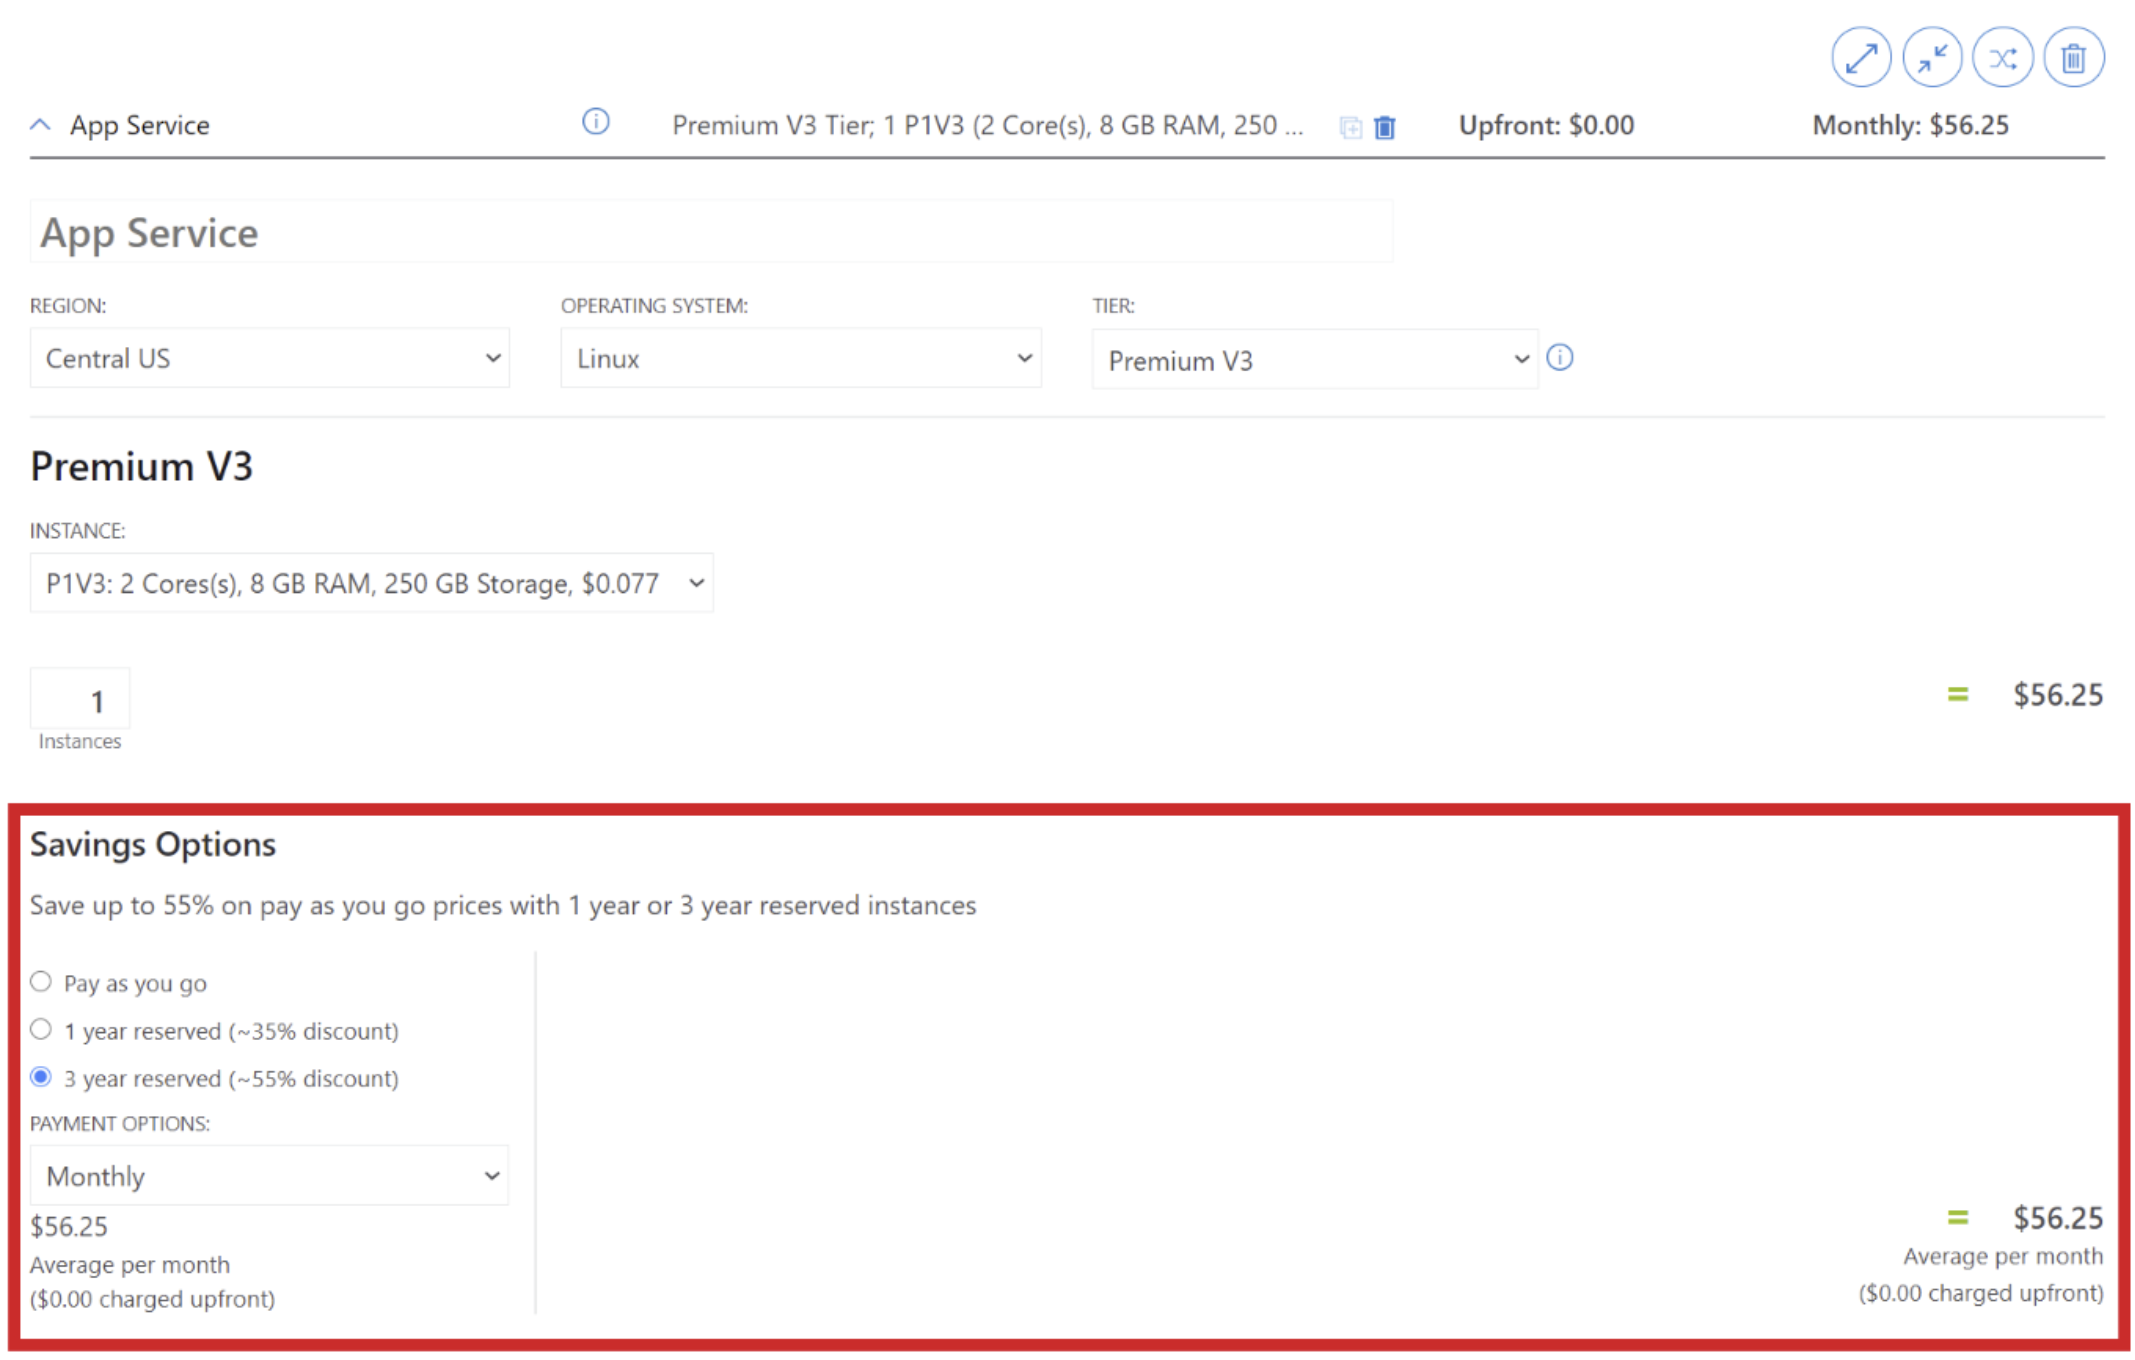 App Service Premium V3 Tier; 1 P1V3 (2 Core(s), 8 GB RAM, 250 ... Upfront: $0.00 Monthly: $56.25
App Service
REGION: OPERATING SYSTEM: TIER:
Central US Linux Premium V3
Premium V3
INSTANCE:
P1V3: 2 Cores(s), 8 GB RAM, 250 GB Storage, $0.077
1
= $56.25
Instances
Savings Options
Save up to 55% on pay as you go prices with 1 year or 3 year reserved instances
Pay as you go
1 year reserved (~35% discount)
3 year reserved (~55% discount)
PAYMENT OPTIONS:
Monthly
$56.25
Average per month
($0.00 charged upfront)
= $56.25
Average per month
($0.00 charged upfront)